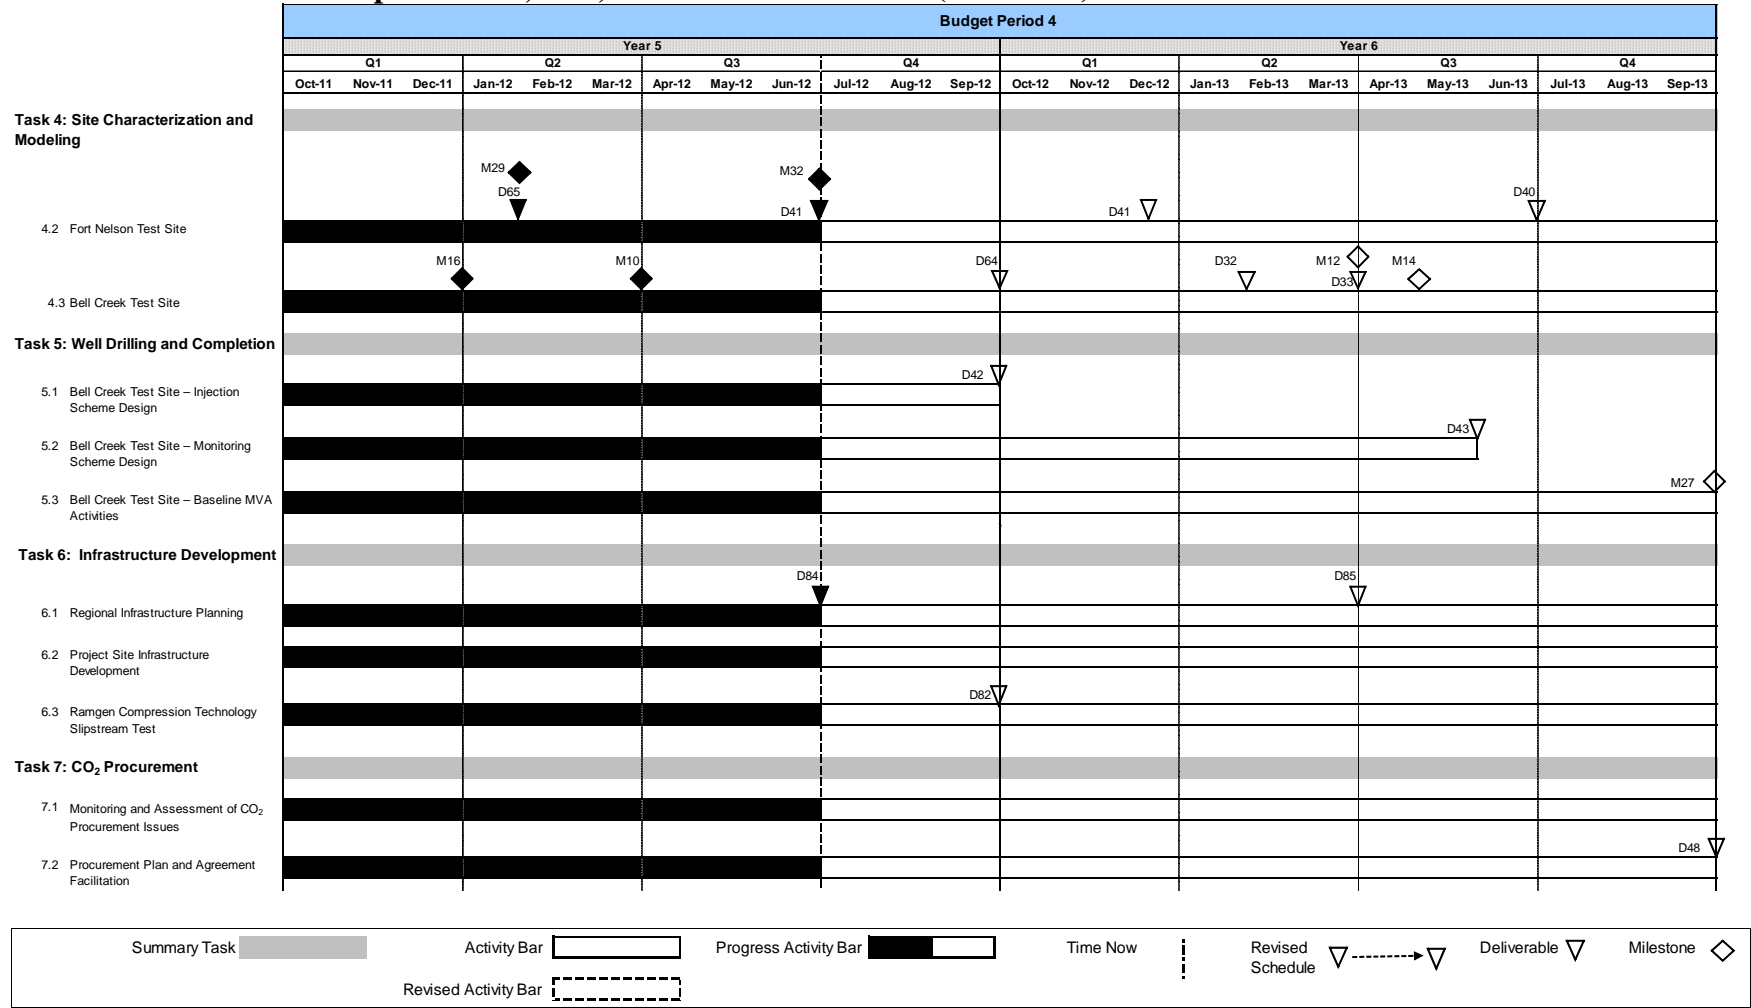 Budget Period 4
Year 5 Year 6
Q1 Q2 Q3 Q4 Q1 Q2 Q3 Q4
Oct-11 Nov-11 Dec-11 Jan-12 Feb-12 Mar-12 Apr-12 May-12 Jun-12 Jul-12 Aug-12 Sep-12 Oct-12 Nov-12 Dec-12 Jan-13 Feb-13 Mar-13 Apr-13 May-13 Jun-13 Jul-13 Aug-13 Sep-13
Task 4: Site Characterization and
Modeling
M29 M32
D65 D40
D41 D41
4.2 Fort Nelson Test Site
M16 M10 D64 D32 M12 M14
D33
4.3 Bell Creek Test Site
Task 5: Well Drilling and Completion
D42
5.1 Bell Creek Test Site – Injection
Scheme Design
D43
5.2 Bell Creek Test Site – Monitoring
Scheme Design
M27
5.3 Bell Creek Test Site – Baseline MVA
Activities
Task 6: Infrastructure Development
D84 D85
6.1 Regional Infrastructure Planning
6.2 Project Site Infrastructure
Development
D82
6.3 Ramgen Compression Technology
Slipstream Test
Task 7: CO₂ Procurement
7.1 Monitoring and Assessment of CO₂
Procurement Issues
D48
7.2 Procurement Plan and Agreement
Facilitation
Summary Task Activity Bar Progress Activity Bar Time Now Revised Deliverable Milestone
Schedule
Revised Activity Bar